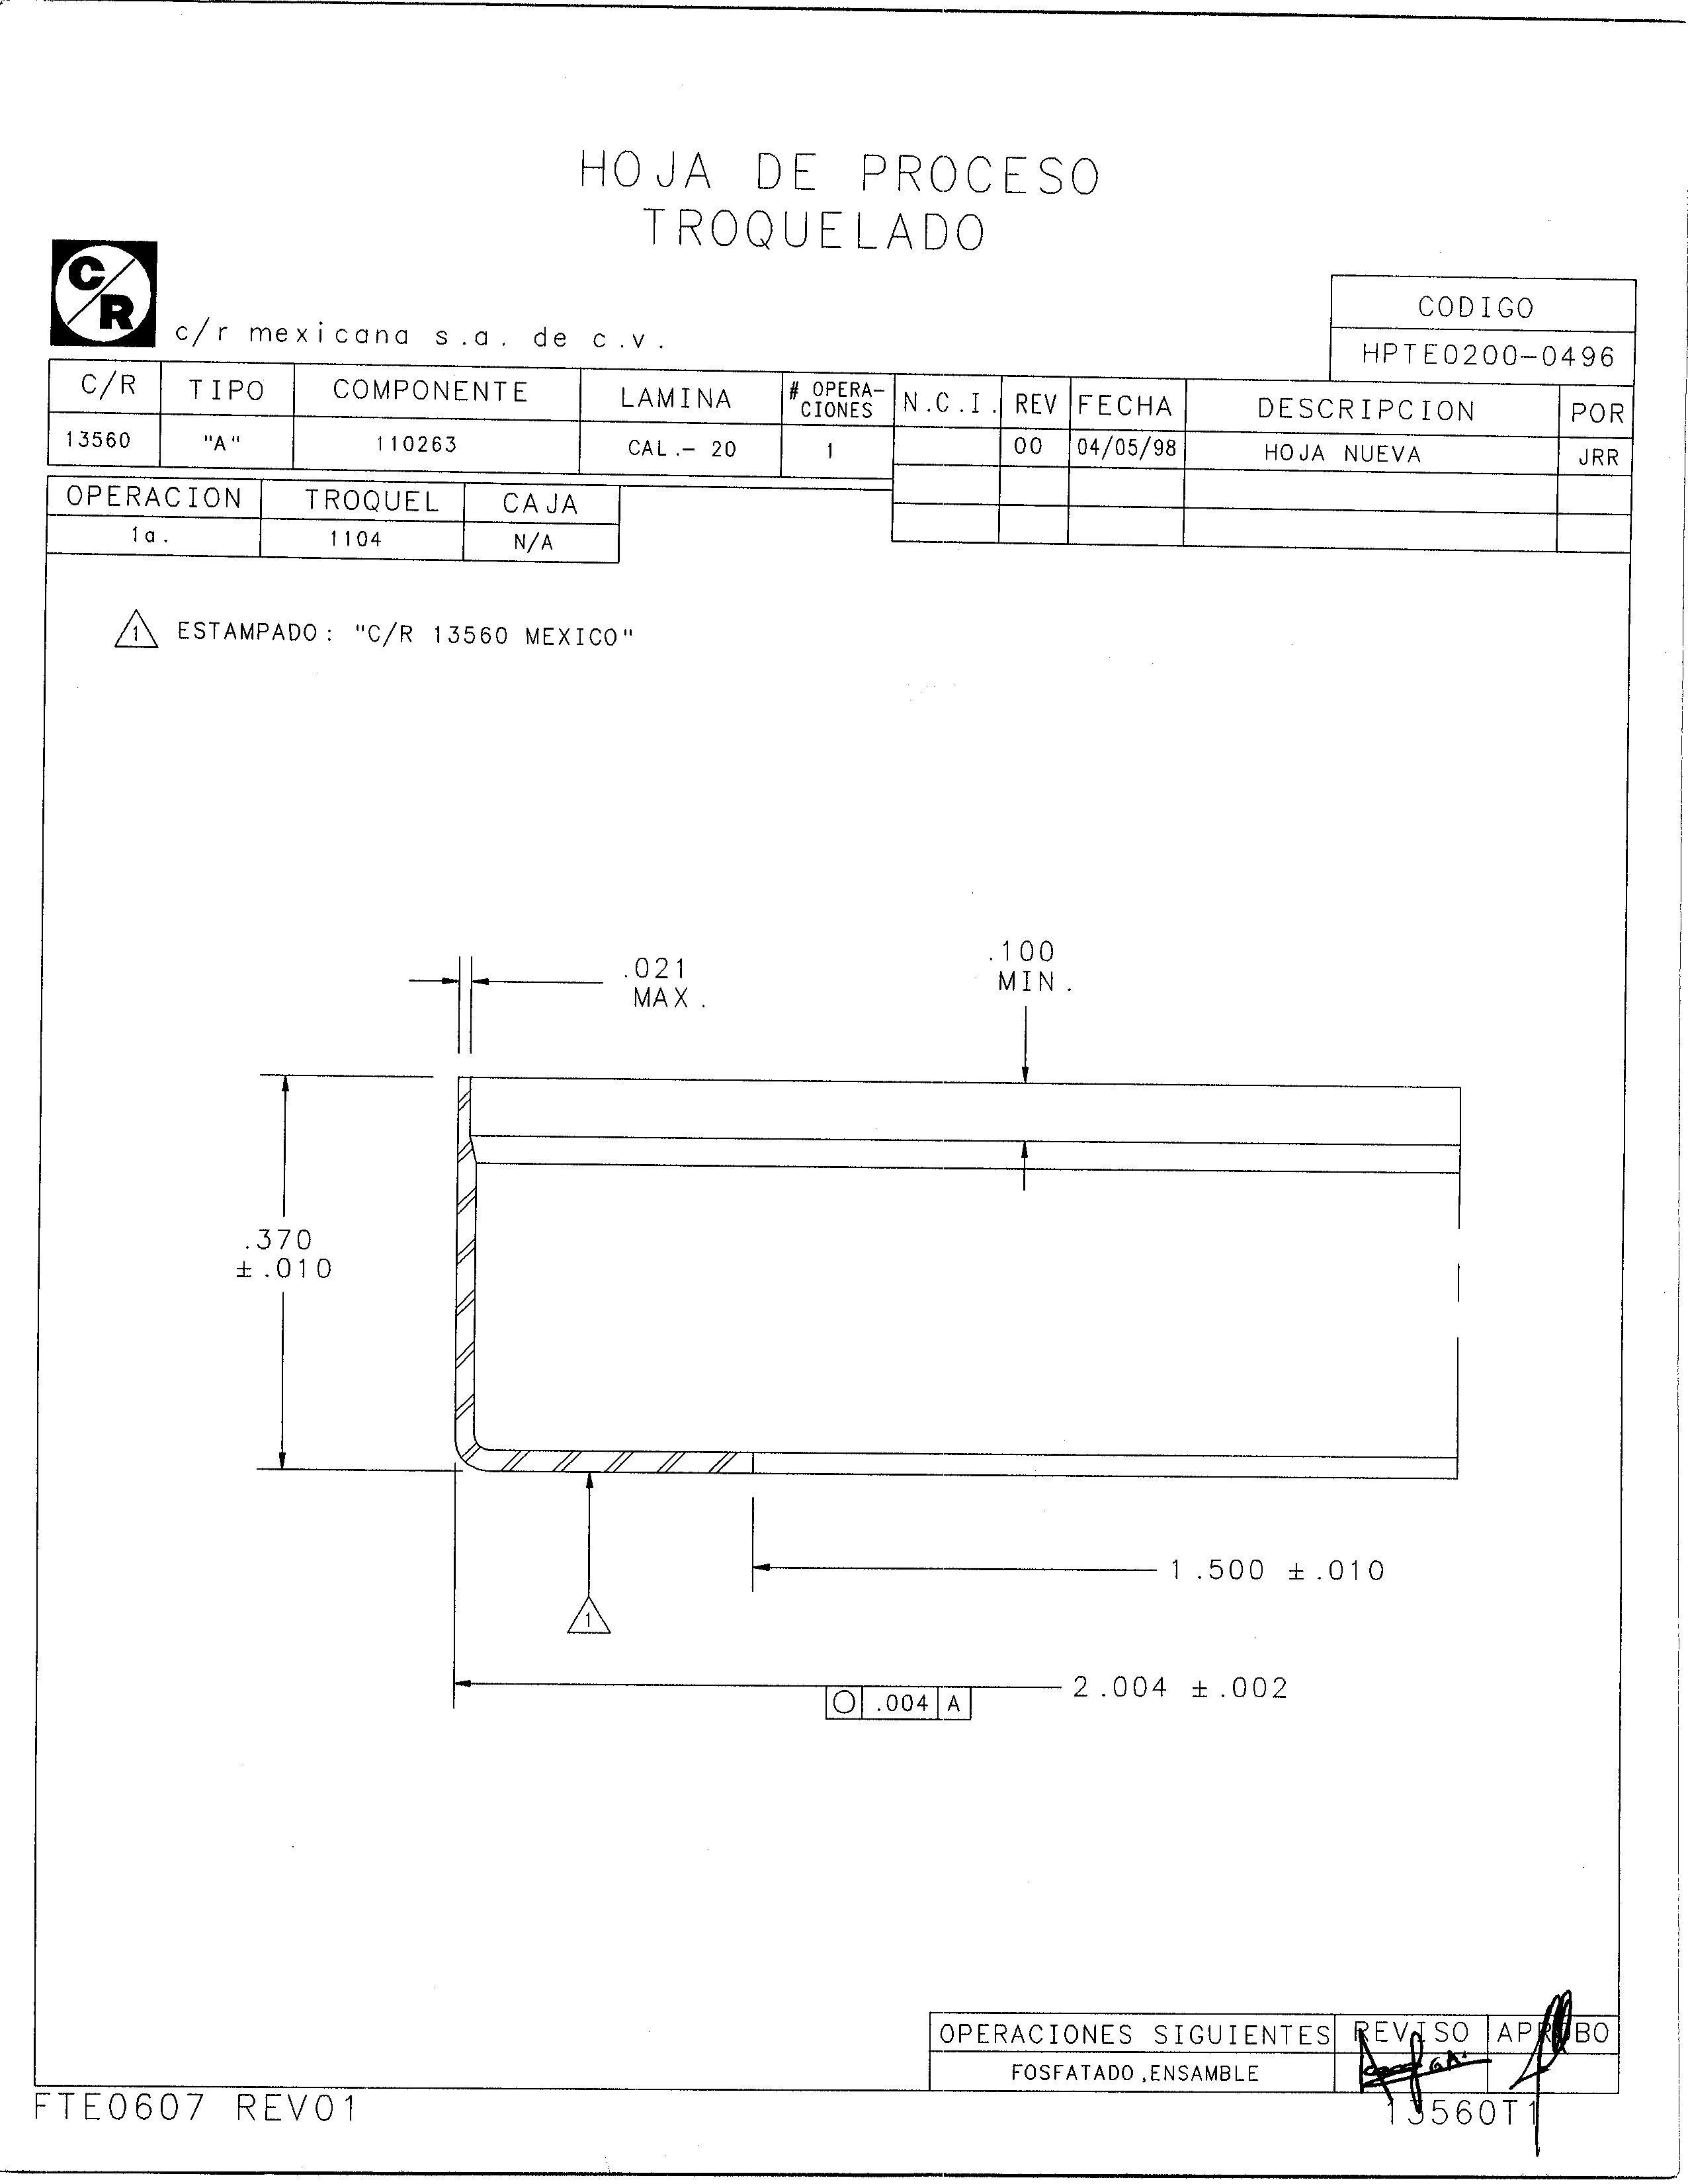 HOJA DE PROCESO
TROQUELADO
C/R
c/r mexicana s.a. de c.v.
CODIGO
HPTE0200-0496
C/R TIPO COMPONENTE LAMINA # OPERA-CIONES N.C.I. REV FECHA DESCRIPCION POR
13560 "A" 110263 CAL.- 20 1 00 04/05/98 HOJA NUEVA JRR
OPERACION TROQUEL CAJA
1a. 1104 N/A
1 ESTAMPADO: "C/R 13560 MEXICO"
.021
MAX.
.100
MIN.
.370
±.010
1.500 ±.010
1
2.004 ±.002
.004 A
OPERACIONES SIGUIENTES REVISO APROBO
FOSFATADO,ENSAMBLE
FTE0607 REV01
13560T1